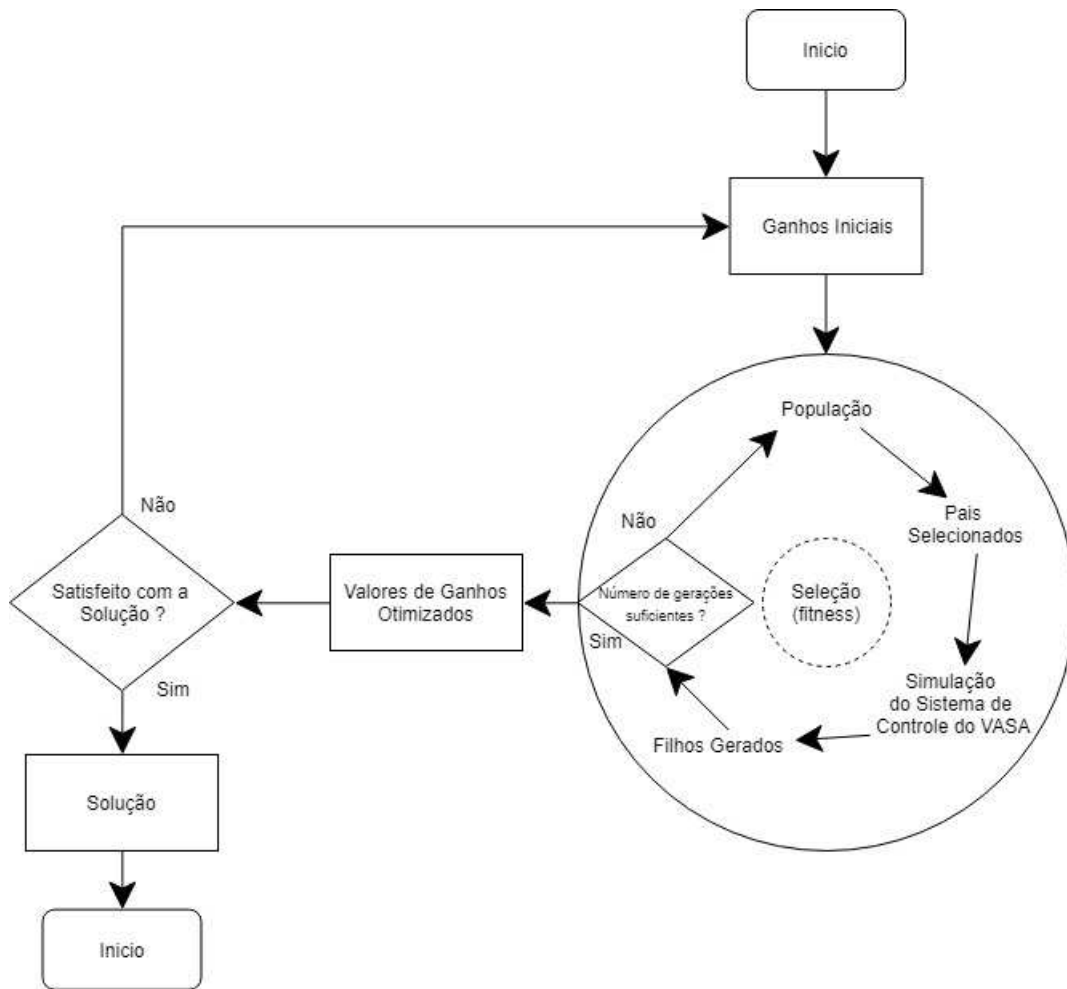 Inicio
Ganhos Iniciais
População
Não
Pais
Selecionados
Não
Satisfeito com a
Solução ?
Valores de Ganhos
Otimizados
Número de gerações
suficientes ?
Seleção
(fitness)
Sim
Sim
Simulação
do Sistema de
Controle do VASA
Filhos Gerados
Solução
Inicio